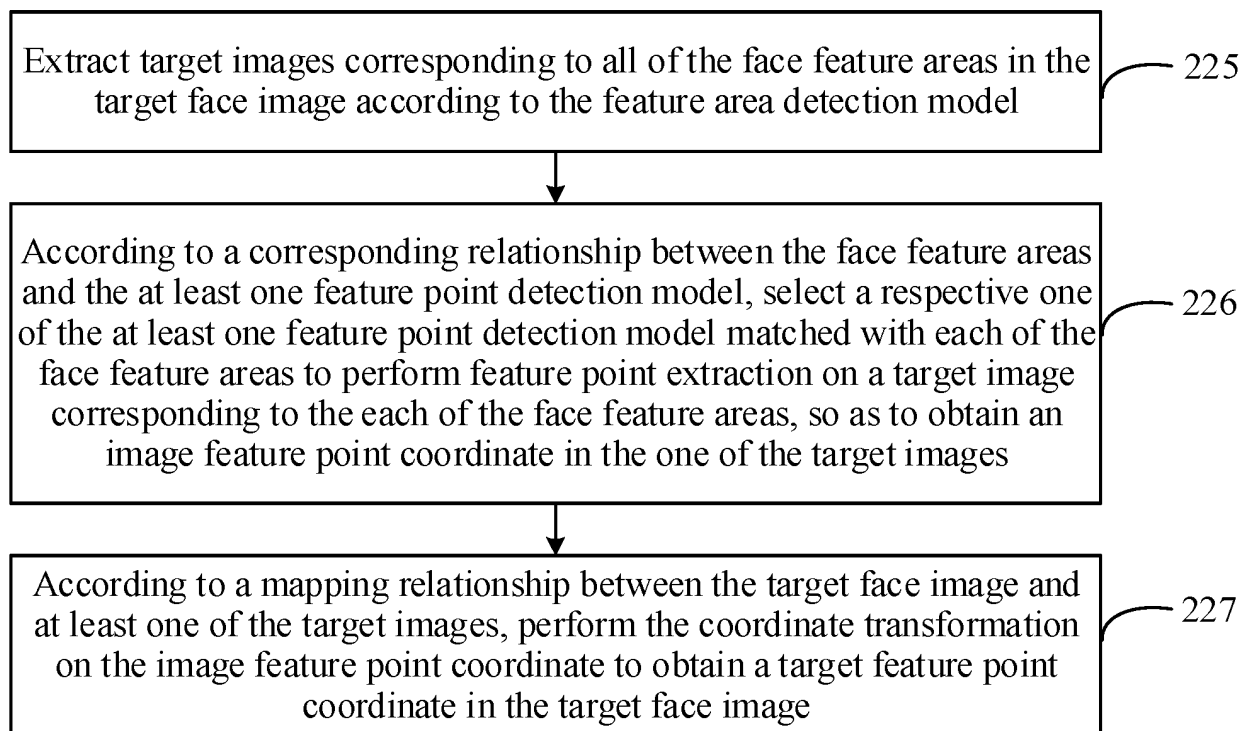 Extract target images corresponding to all of the face feature areas in the
target face image according to the feature area detection model
225
According to a corresponding relationship between the face feature areas
and the at least one feature point detection model, select a respective one
of the at least one feature point detection model matched with each of the
face feature areas to perform feature point extraction on a target image
corresponding to the each of the face feature areas, so as to obtain an
image feature point coordinate in the one of the target images
226
According to a mapping relationship between the target face image and
at least one of the target images, perform the coordinate transformation
on the image feature point coordinate to obtain a target feature point
coordinate in the target face image
227